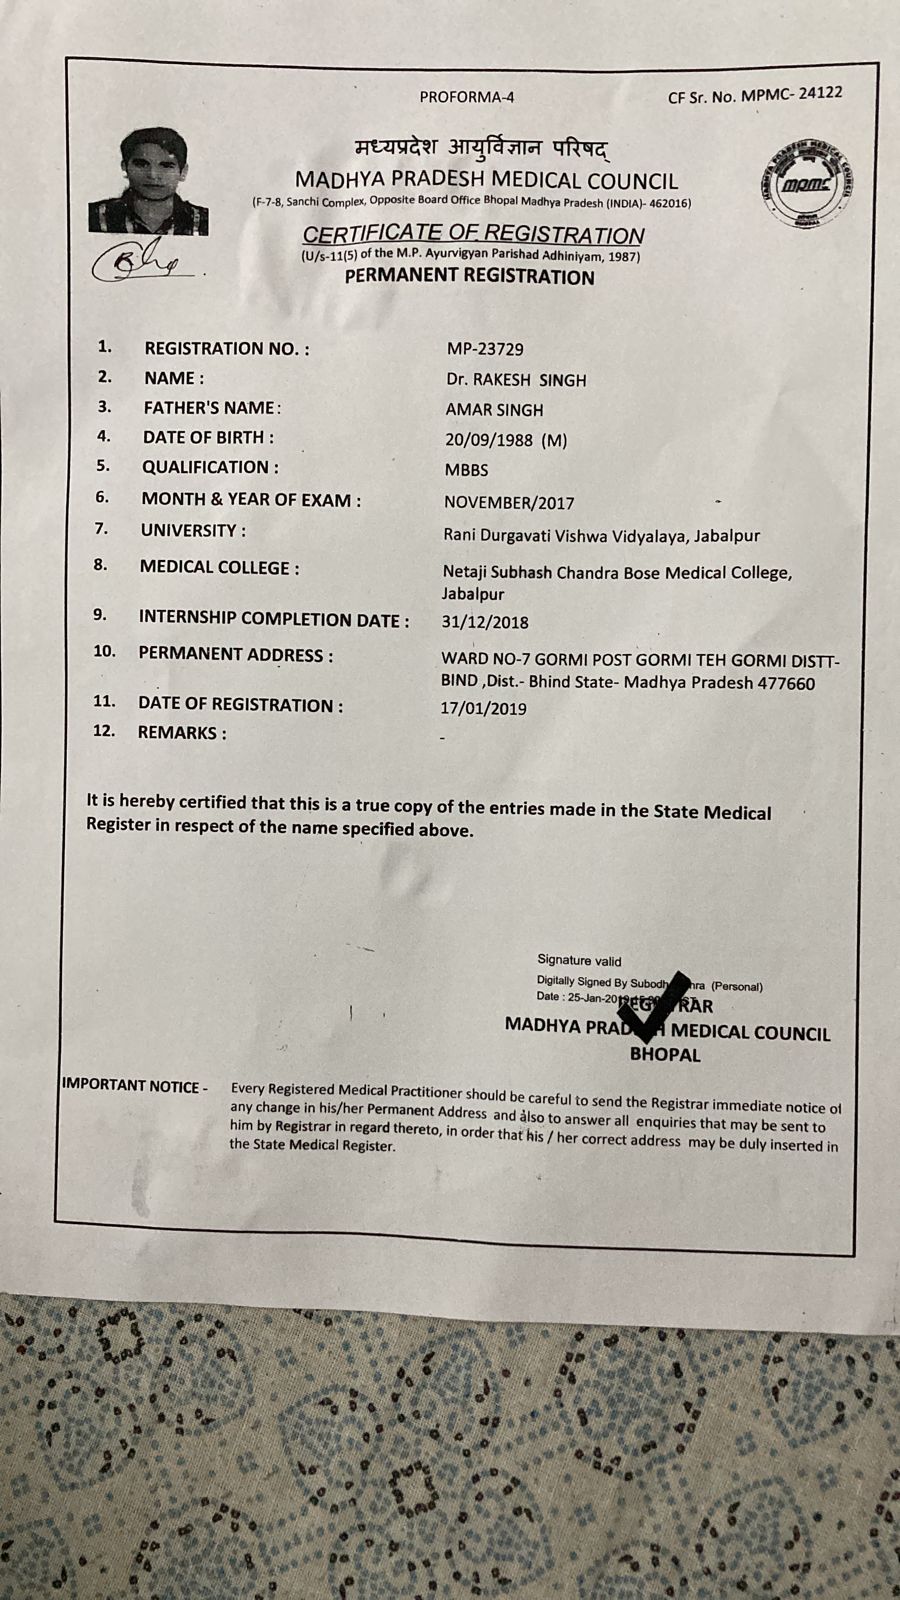 PROFORMA-4
CF Sr. No. MPMC- 24122
मध्यप्रदेश आयुर्विज्ञान परिषद्
MADHYA PRADESH MEDICAL COUNCIL
(F-7-8, Sanchi Complex, Opposite Board Office Bhopal Madhya Pradesh (INDIA)- 462016)
MADHYA PRADESH MEDICAL COUNCIL
mpmc
BHOPAL
CERTIFICATE OF REGISTRATION
(U/s-11(5) of the M.P. Ayurvigyan Parishad Adhiniyam, 1987)
PERMANENT REGISTRATION
1. REGISTRATION NO. : MP-23729
2. NAME : Dr. RAKESH SINGH
3. FATHER'S NAME: AMAR SINGH
4. DATE OF BIRTH : 20/09/1988 (M)
5. QUALIFICATION : MBBS
6. MONTH & YEAR OF EXAM : NOVEMBER/2017
7. UNIVERSITY : Rani Durgavati Vishwa Vidyalaya, Jabalpur
8. MEDICAL COLLEGE : Netaji Subhash Chandra Bose Medical College,
Jabalpur
9. INTERNSHIP COMPLETION DATE : 31/12/2018
10. PERMANENT ADDRESS : WARD NO-7 GORMI POST GORMI TEH GORMI DISTT-
BIND ,Dist.- Bhind State- Madhya Pradesh 477660
11. DATE OF REGISTRATION : 17/01/2019
12. REMARKS : -
It is hereby certified that this is a true copy of the entries made in the State Medical
Register in respect of the name specified above.
Signature valid
Digitally Signed By (Personal)
Date : 25-Jan-2019
REGISTRAR
MADHYA PRADESH MEDICAL COUNCIL
BHOPAL
IMPORTANT NOTICE - Every Registered Medical Practitioner should be careful to send the Registrar immediate notice of
any change in his/her Permanent Address and also to answer all enquiries that may be sent to
him by Registrar in regard thereto, in order that his / her correct address may be duly inserted in
the State Medical Register.